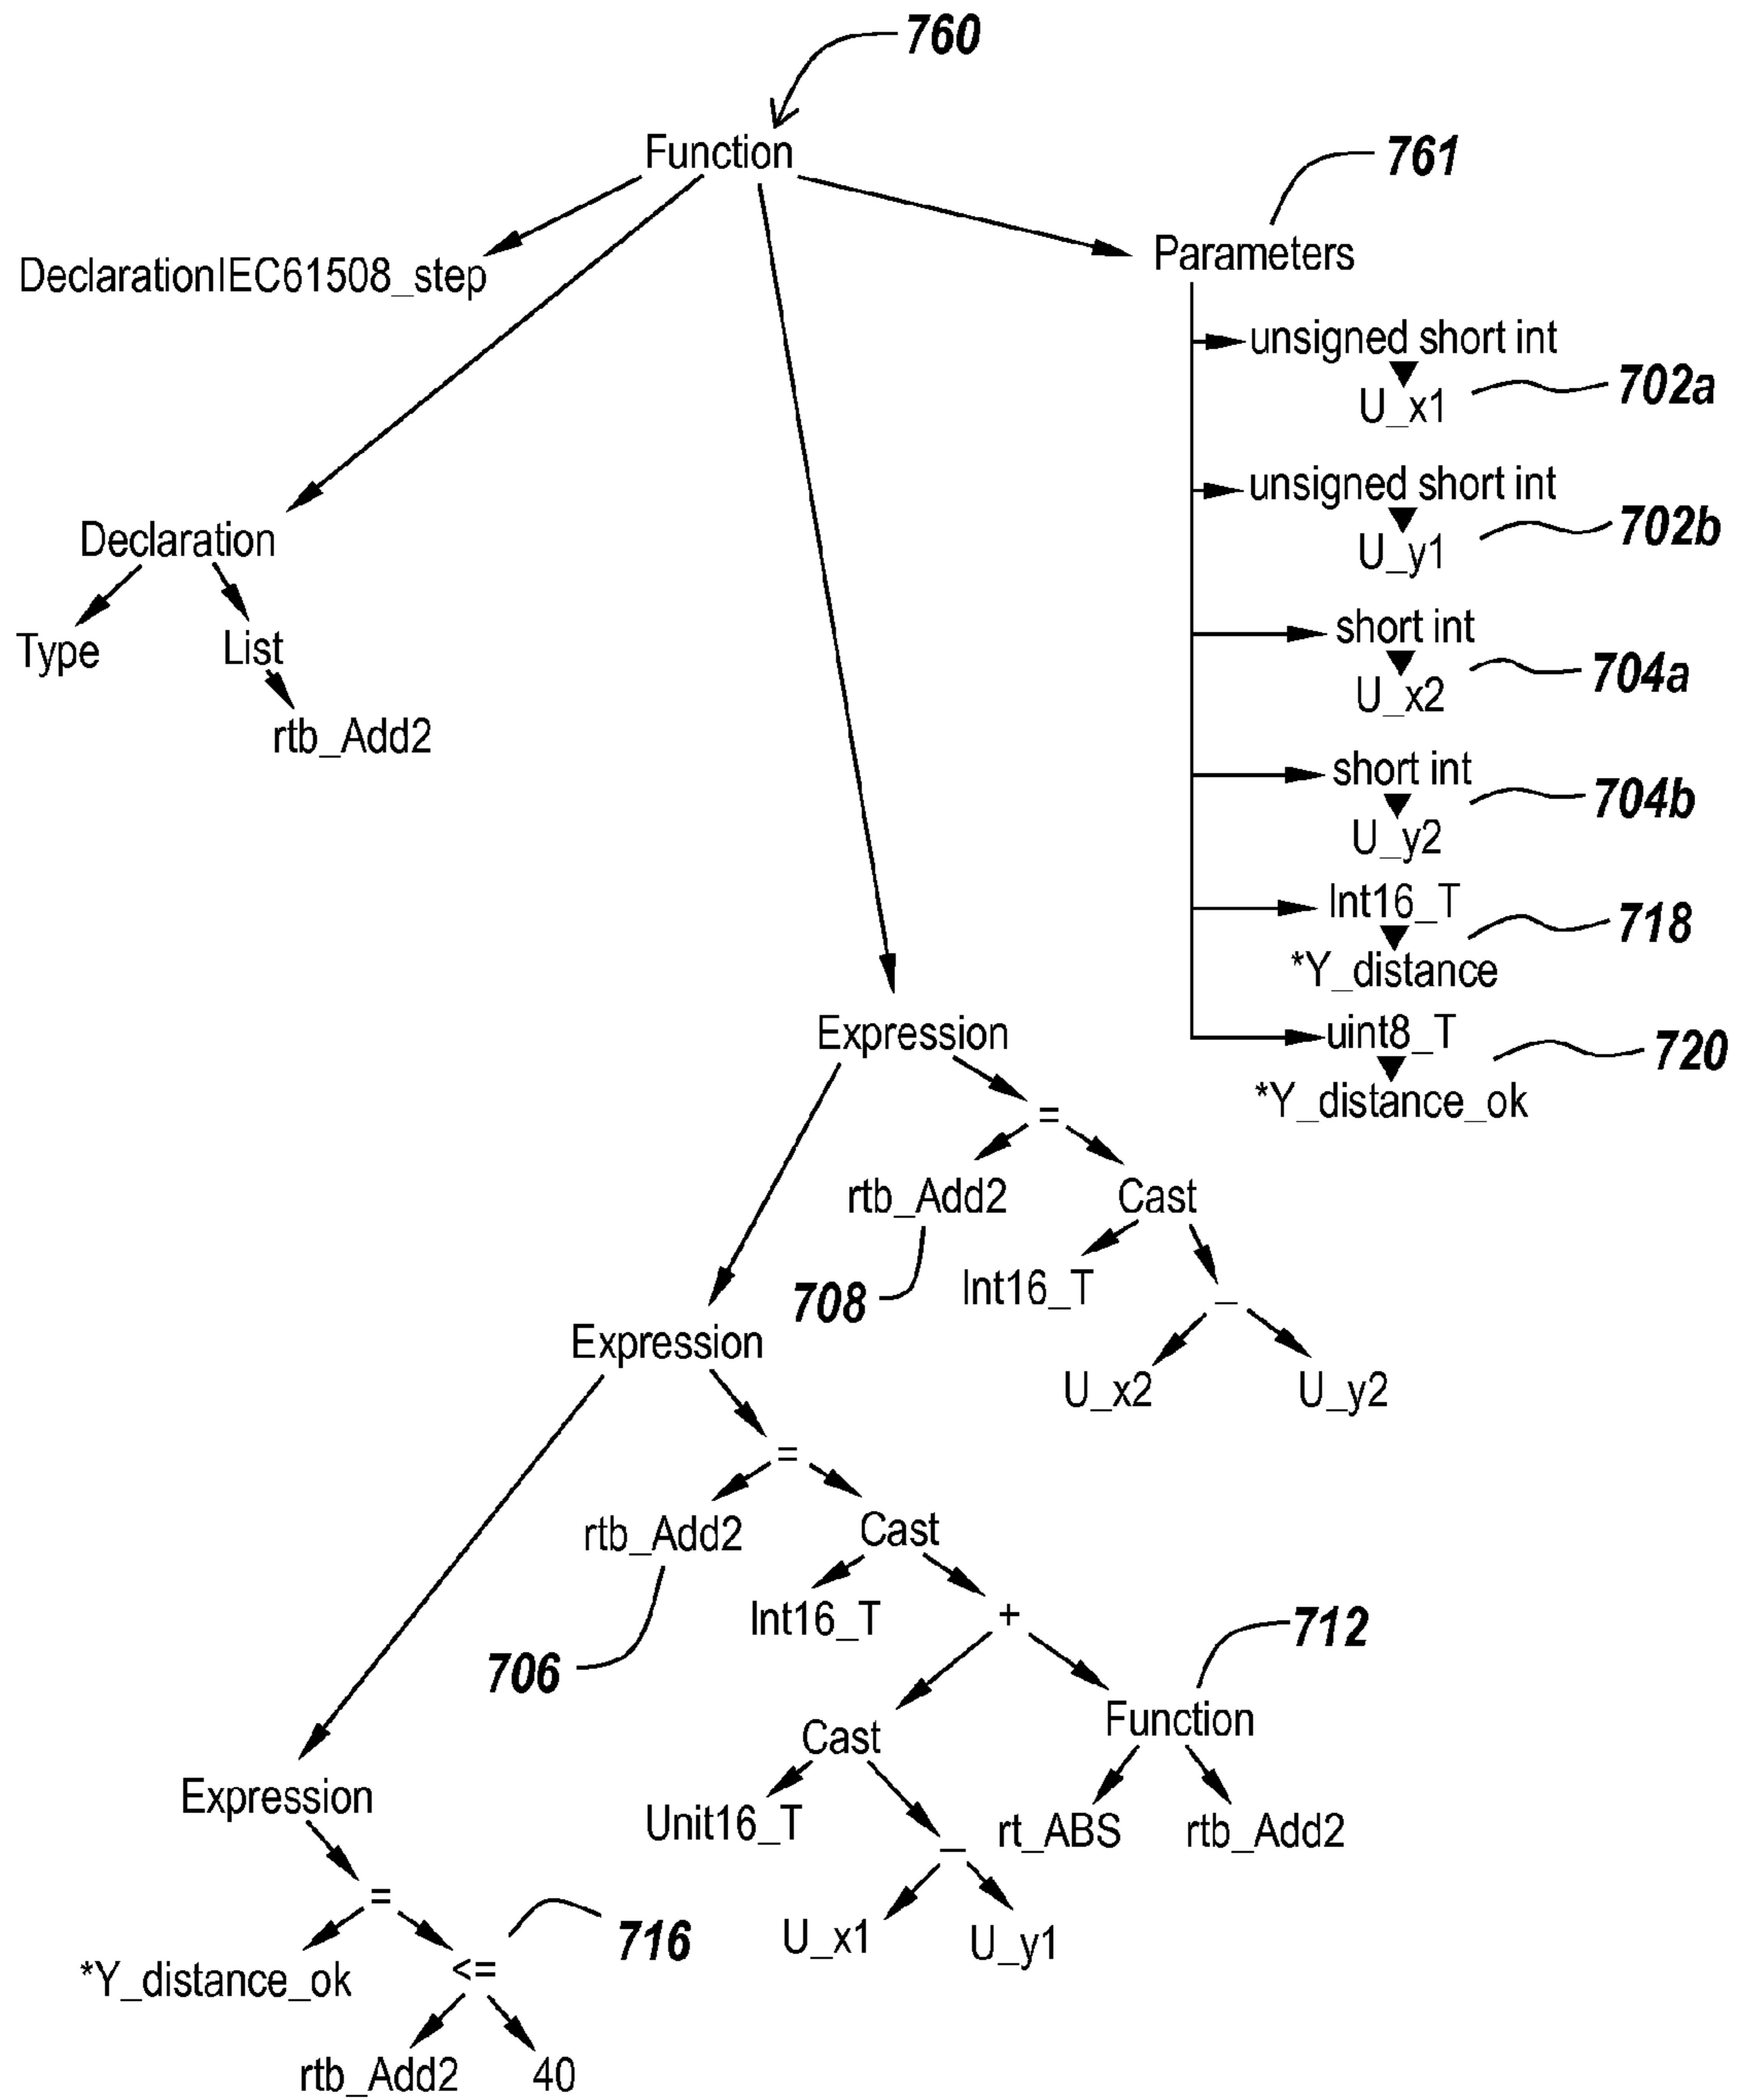 760
Function
761
Parameters
DeclarationIEC61508_step
unsigned short int
702a
U_x1
unsigned short int
702b
U_y1
Declaration
short int
Type
List
704a
U_x2
rtb_Add2
short int
704b
U_y2
Int16_T
718
*Y_distance
Expression
uint8_T
720
*Y_distance_ok
=
rtb_Add2
Cast
708
Int16_T
–
Expression
U_x2
U_y2
=
rtb_Add2
Cast
Int16_T
+
712
706
Function
Cast
Expression
Unit16_T
rt_ABS
rtb_Add2
–
=
716
U_x1
U_y1
*Y_distance_ok
<=
rtb_Add2
40